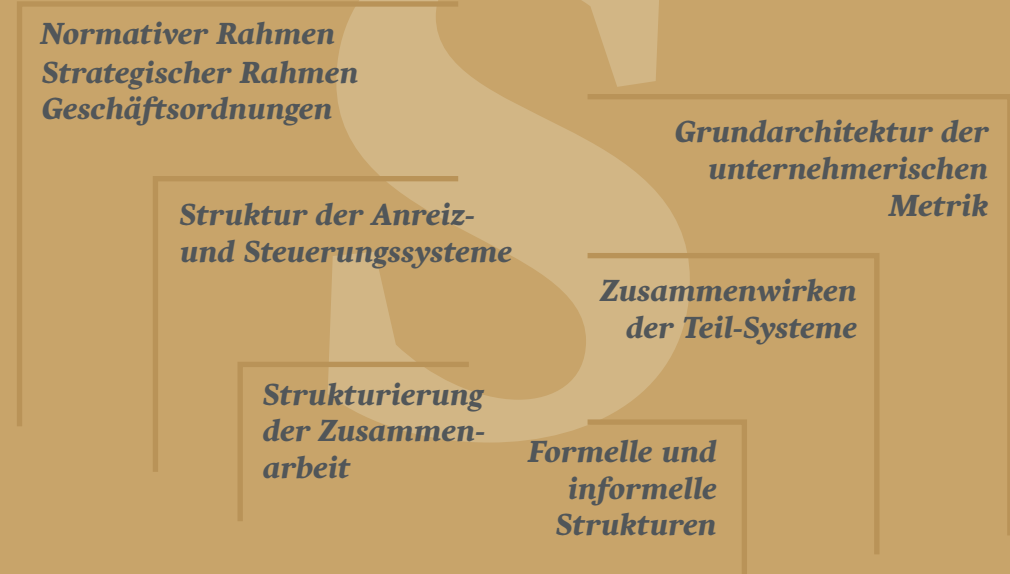 Normativer Rahmen
Strategischer Rahmen
Geschäftsordnungen
Grundarchitektur der
unternehmerischen
Metrik
Struktur der Anreiz-
und Steuerungssysteme
Zusammenwirken
der Teil-Systeme
Strukturierung
der Zusammen-
arbeit
Formelle und
informelle
Strukturen
S